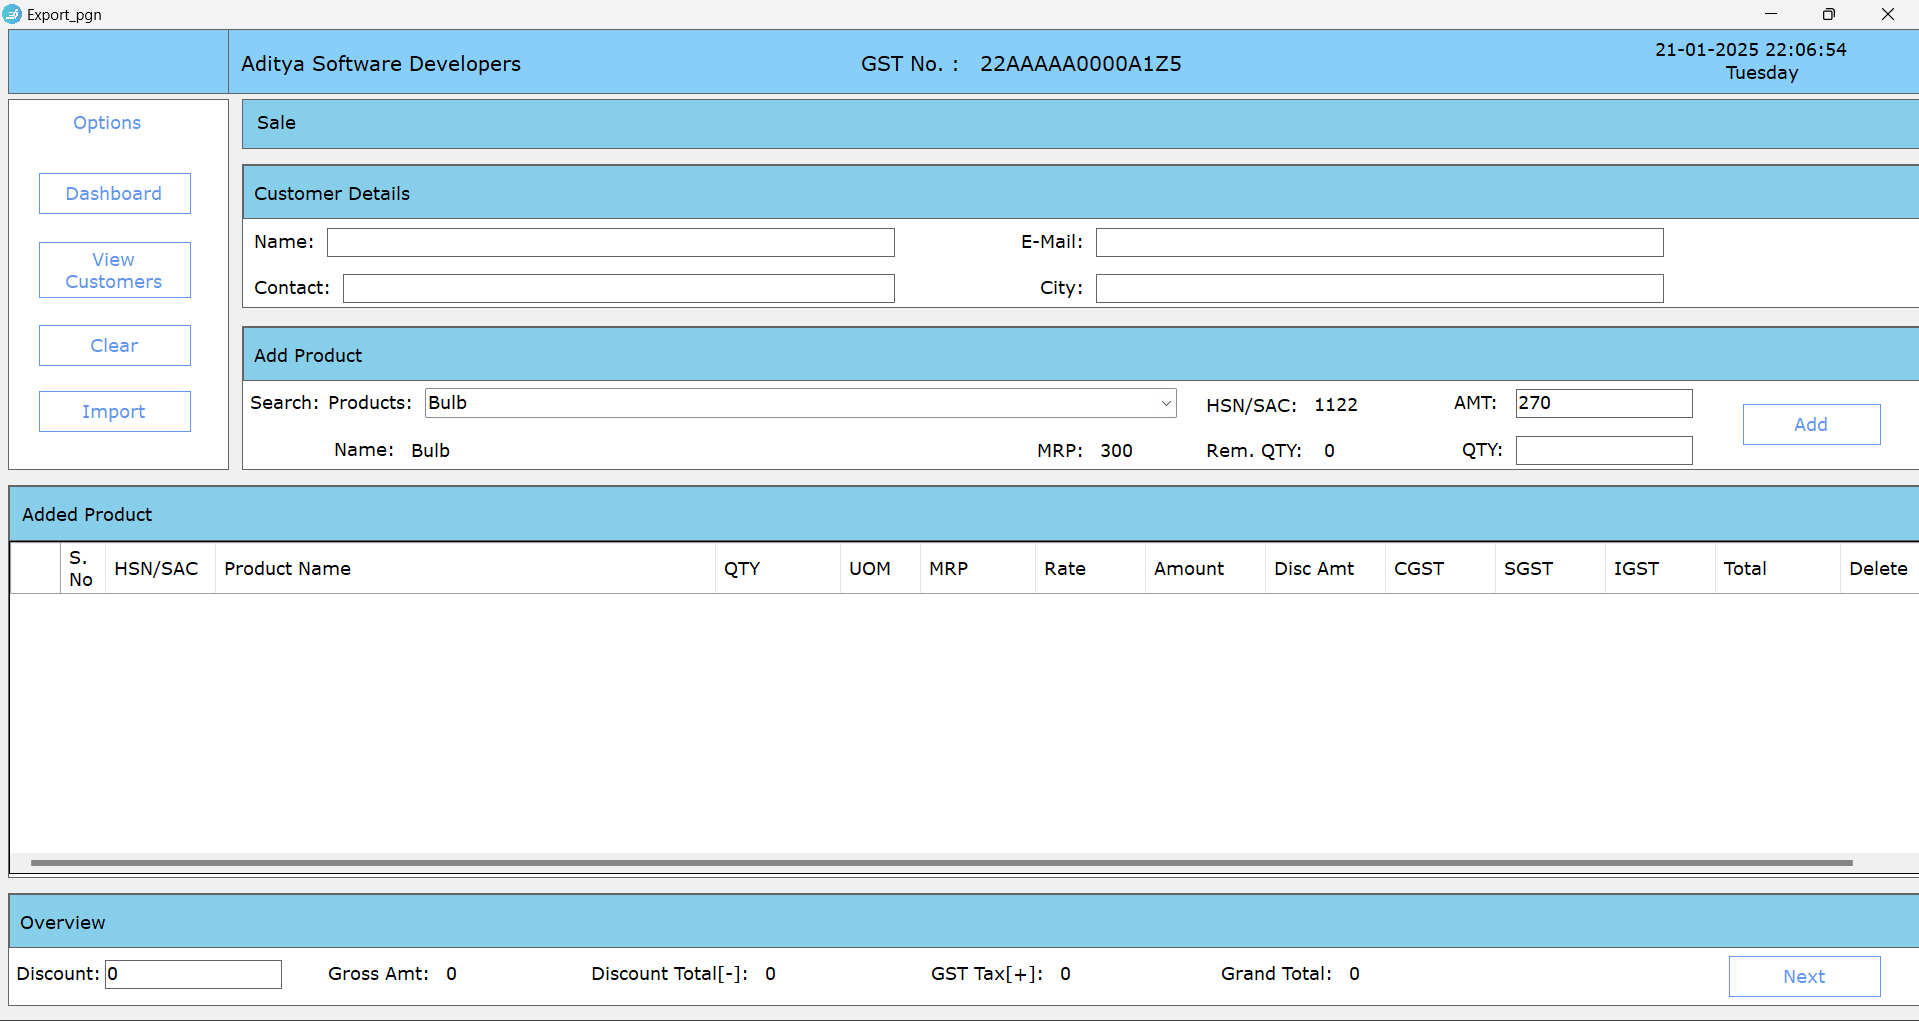 Export_pgn
Aditya Software Developers
GST No. : 22AAAAA0000A1Z5
21-01-2025 22:06:54
Tuesday
Options
Dashboard
View
Customers
Clear
Import
Sale
Customer Details
Name:
E-Mail:
Contact:
City:
Add Product
Search: Products: Bulb
HSN/SAC: 1122
AMT: 270
Add
Name: Bulb
MRP: 300
Rem. QTY: 0
QTY:
Added Product
S.
No
HSN/SAC
Product Name
QTY
UOM
MRP
Rate
Amount
Disc Amt
CGST
SGST
IGST
Total
Delete
Overview
Discount: 0
Gross Amt: 0
Discount Total[-]: 0
GST Tax[+]: 0
Grand Total: 0
Next